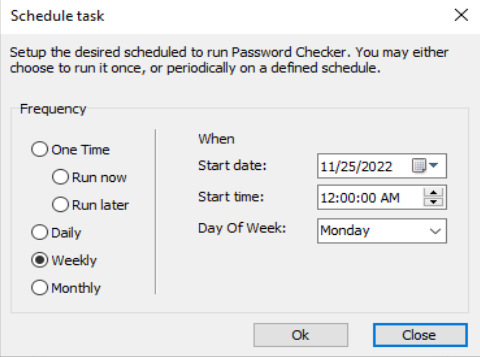 Schedule task
Setup the desired scheduled to run Password Checker. You may either
choose to run it once, or periodically on a defined schedule.
Frequency
One Time
Run now
Run later
Daily
Weekly
Monthly
When
Start date: 11/25/2022
Start time: 12:00:00 AM
Day Of Week: Monday
Ok Close